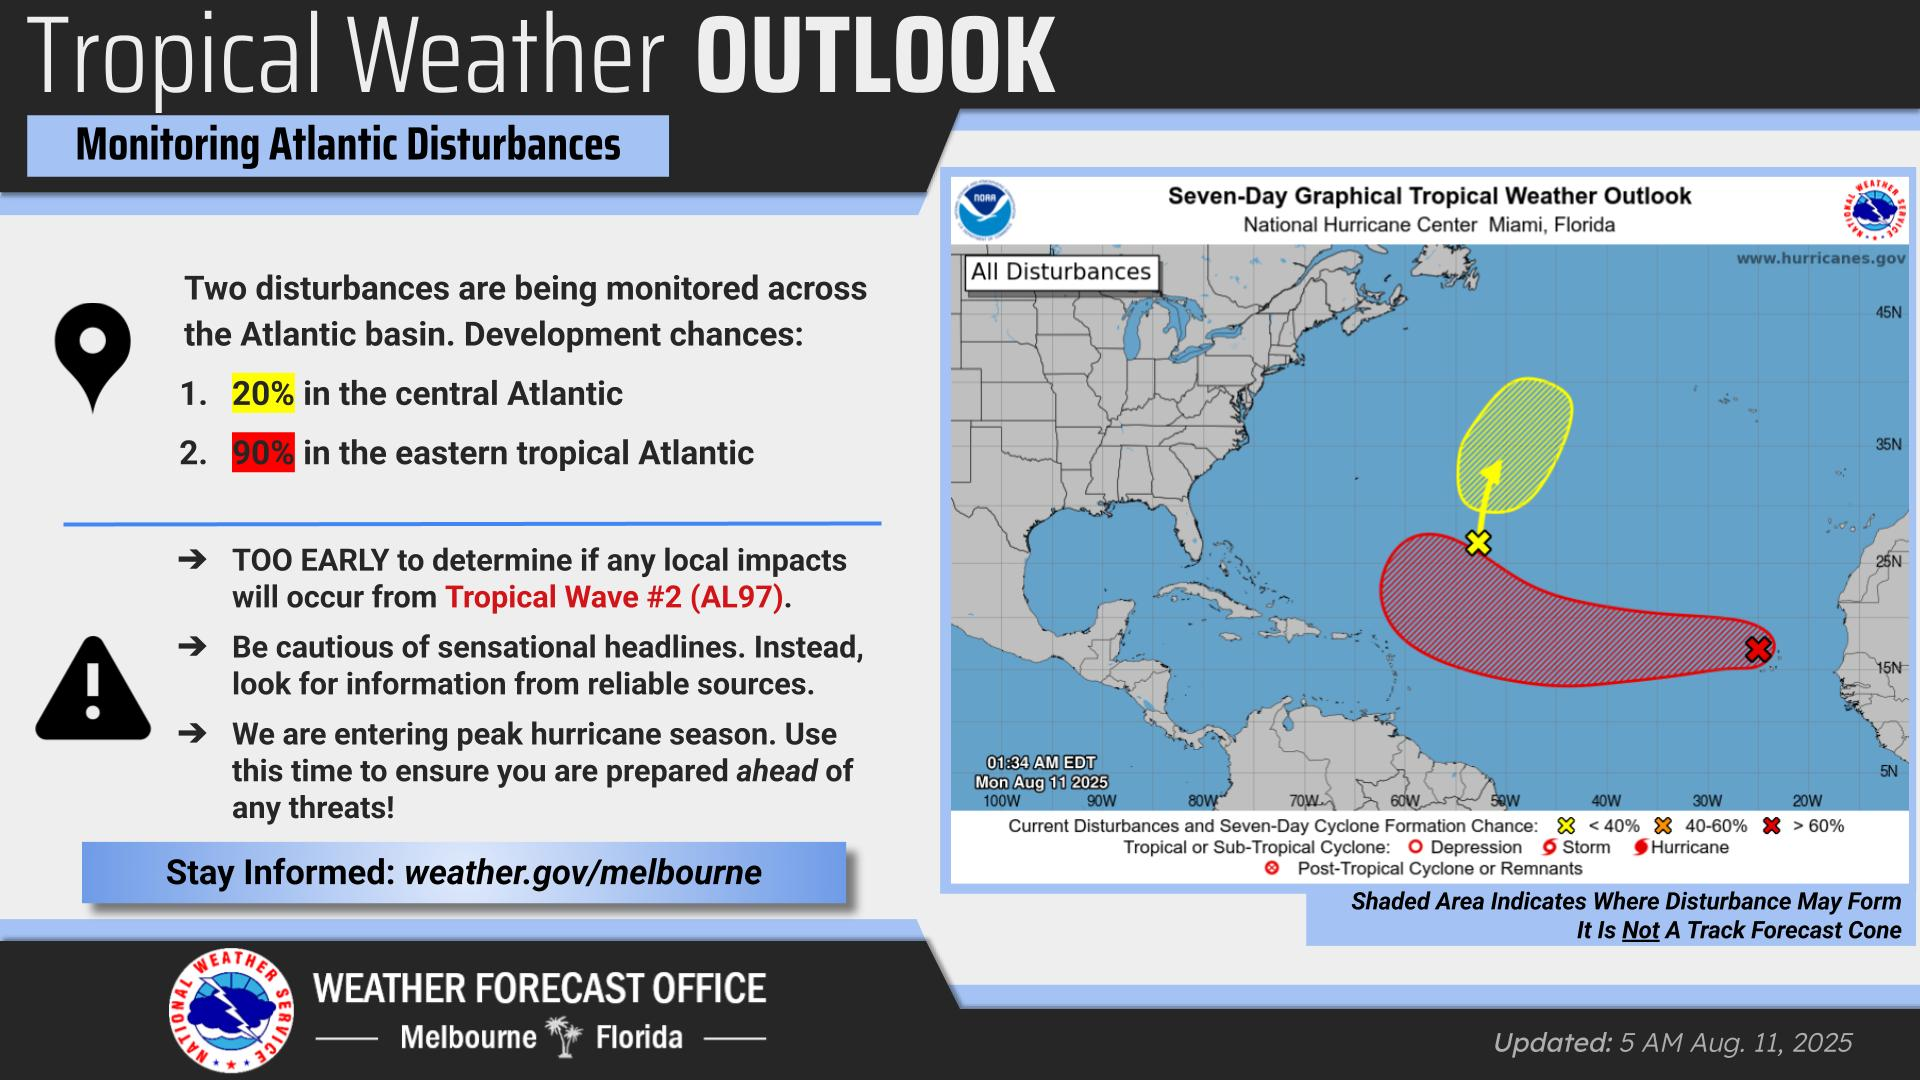 Tropical Weather OUTLOOK
Monitoring Atlantic Disturbances
Two disturbances are being monitored across
the Atlantic basin. Development chances:
1. 20% in the central Atlantic
2. 90% in the eastern tropical Atlantic
➔ TOO EARLY to determine if any local impacts
will occur from Tropical Wave #2 (AL97).
➔ Be cautious of sensational headlines. Instead,
look for information from reliable sources.
➔ We are entering peak hurricane season. Use
this time to ensure you are prepared ahead of
any threats!
Stay Informed: weather.gov/melbourne
NATIONAL WEATHER SERVICE
WEATHER FORECAST OFFICE
Melbourne Florida
NOAA
Seven-Day Graphical Tropical Weather Outlook
National Hurricane Center Miami, Florida
NATIONAL WEATHER SERVICE
All Disturbances
www.hurricanes.gov
45N
35N
25N
15N
5N
01:34 AM EDT
Mon Aug 11 2025
100W 90W 80W 70W 60W 50W 40W 30W 20W
Current Disturbances and Seven-Day Cyclone Formation Chance: < 40% 40-60% > 60%
Tropical or Sub-Tropical Cyclone: Depression Storm Hurricane
Post-Tropical Cyclone or Remnants
Shaded Area Indicates Where Disturbance May Form
It Is Not A Track Forecast Cone
Updated: 5 AM Aug. 11, 2025